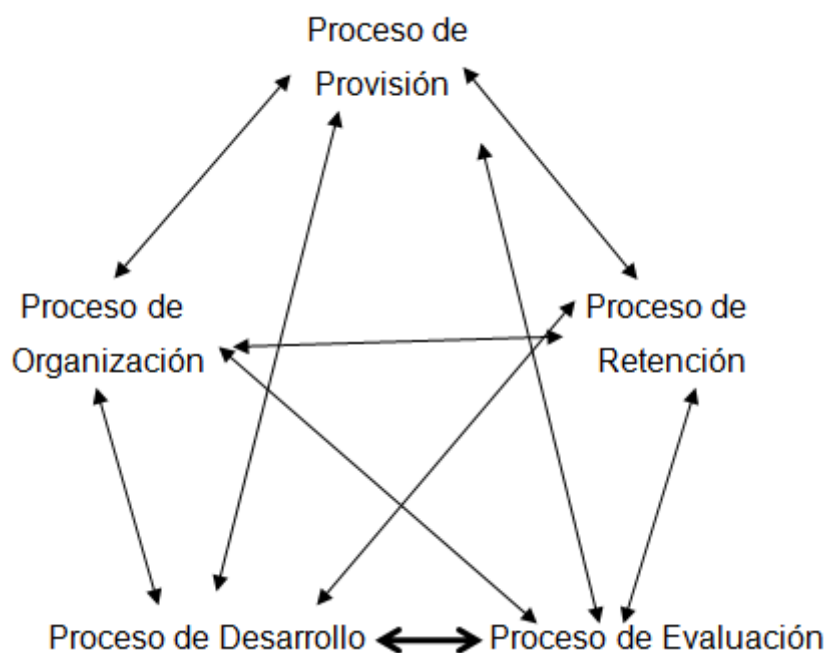 Proceso de
Provisión
Proceso de
Organización
Proceso de
Retención
Proceso de Desarrollo
Proceso de Evaluación